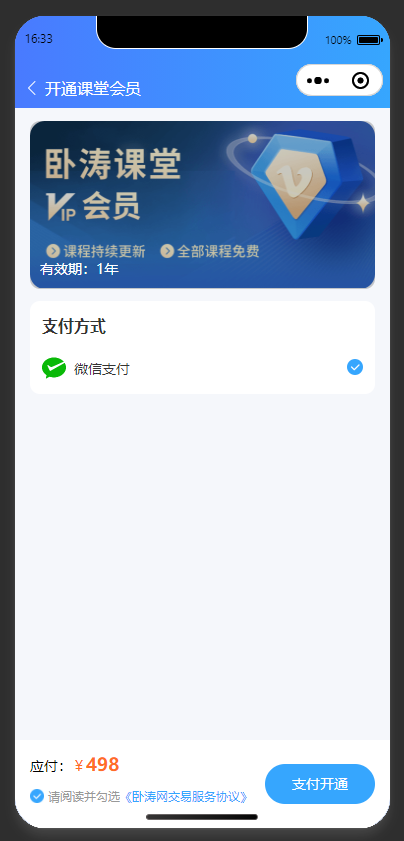 16:33
100%
开通课堂会员
卧涛课堂
VIP 会员
课程持续更新 全部课程免费
有效期：1年
支付方式
微信支付
应付：￥498
请阅读并勾选《卧涛网交易服务协议》
支付开通